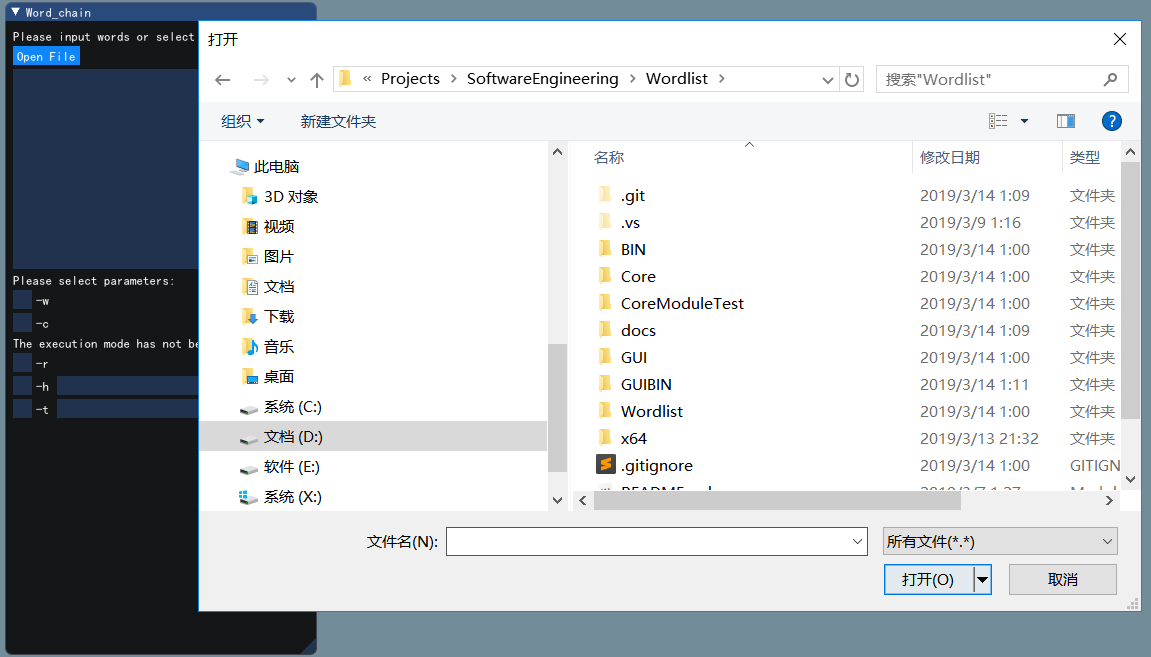 Word_chain
Please input words or select
Open File
Please select parameters:
-w
-c
The execution mode has not be
-r
-h
-t
打开
« Projects > SoftwareEngineering > Wordlist >
搜索"Wordlist"
组织 新建文件夹
?
此电脑
3D 对象
视频
图片
文档
下载
音乐
桌面
系统 (C:)
文档 (D:)
软件 (E:)
系统 (X:)
名称 修改日期 类型
.git 2019/3/14 1:09 文件夹
.vs 2019/3/9 1:16 文件夹
BIN 2019/3/14 1:00 文件夹
Core 2019/3/14 1:00 文件夹
CoreModuleTest 2019/3/14 1:00 文件夹
docs 2019/3/14 1:09 文件夹
GUI 2019/3/14 1:00 文件夹
GUIBIN 2019/3/14 1:11 文件夹
Wordlist 2019/3/14 1:00 文件夹
x64 2019/3/13 21:32 文件夹
.gitignore 2019/3/14 1:00 GITIGN
文件名(N):
所有文件(*.*)
打开(O)
取消